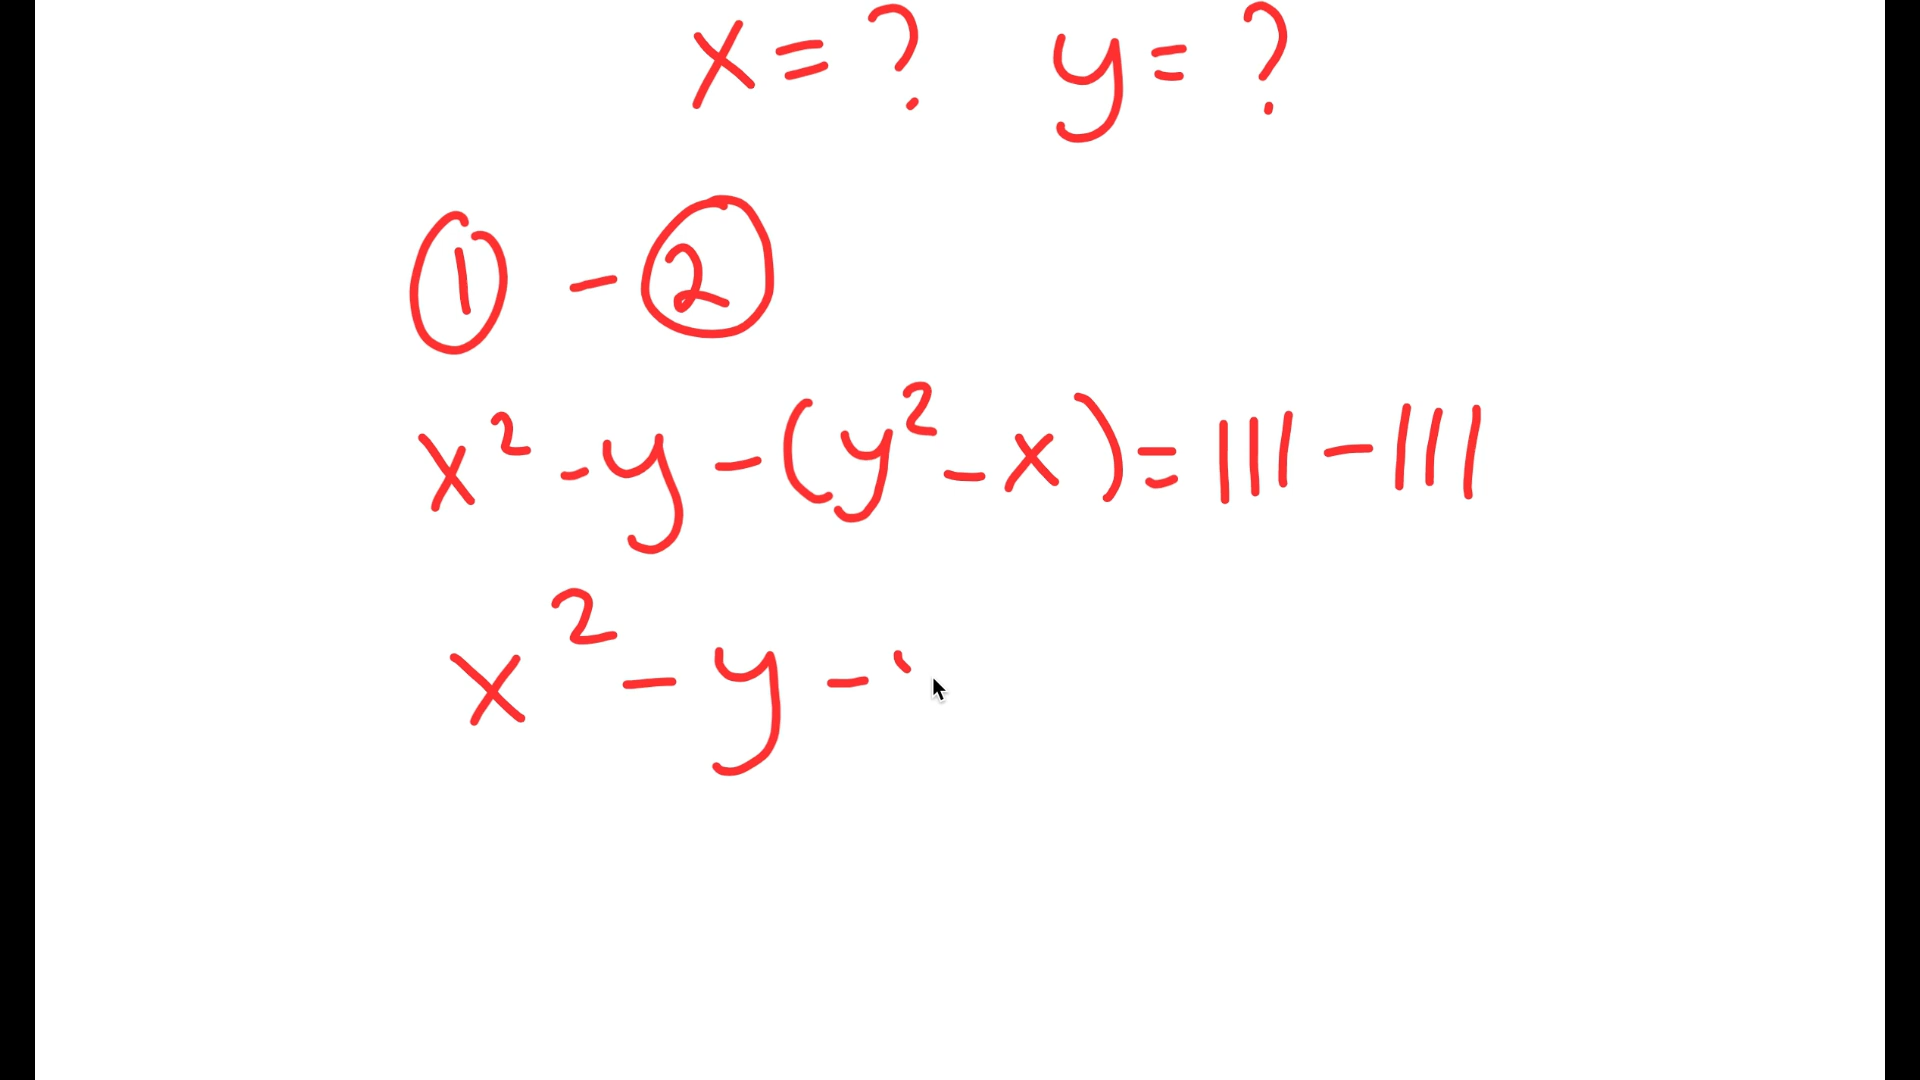 x = ? y = ?
① - ②
x² - y - (y² - x) = 111 - 111
x² - y -